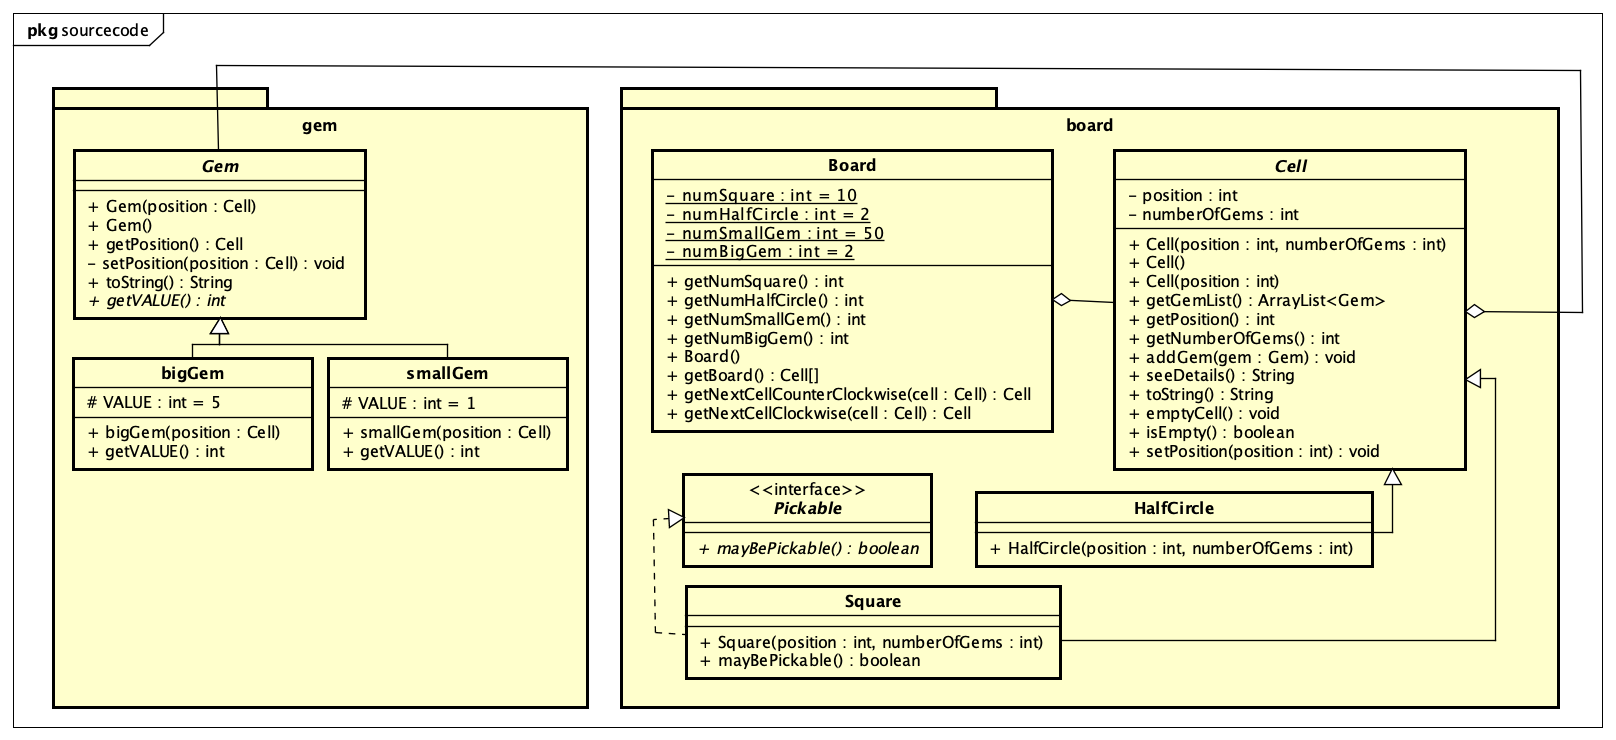 pkg sourcecode
gem
Gem
+ Gem(position : Cell)
+ Gem()
+ getPosition() : Cell
– setPosition(position : Cell) : void
+ toString() : String
+ getVALUE() : int
bigGem
# VALUE : int = 5
+ bigGem(position : Cell)
+ getVALUE() : int
smallGem
# VALUE : int = 1
+ smallGem(position : Cell)
+ getVALUE() : int
board
Board
– numSquare : int = 10
– numHalfCircle : int = 2
– numSmallGem : int = 50
– numBigGem : int = 2
+ getNumSquare() : int
+ getNumHalfCircle() : int
+ getNumSmallGem() : int
+ getNumBigGem() : int
+ Board()
+ getBoard() : Cell[]
+ getNextCellCounterClockwise(cell : Cell) : Cell
+ getNextCellClockwise(cell : Cell) : Cell
Cell
– position : int
– numberOfGems : int
+ Cell(position : int, numberOfGems : int)
+ Cell()
+ Cell(position : int)
+ getGemList() : ArrayList<Gem>
+ getPosition() : int
+ getNumberOfGems() : int
+ addGem(gem : Gem) : void
+ seeDetails() : String
+ toString() : String
+ emptyCell() : void
+ isEmpty() : boolean
+ setPosition(position : int) : void
<<interface>>
Pickable
+ mayBePickable() : boolean
HalfCircle
+ HalfCircle(position : int, numberOfGems : int)
Square
+ Square(position : int, numberOfGems : int)
+ mayBePickable() : boolean